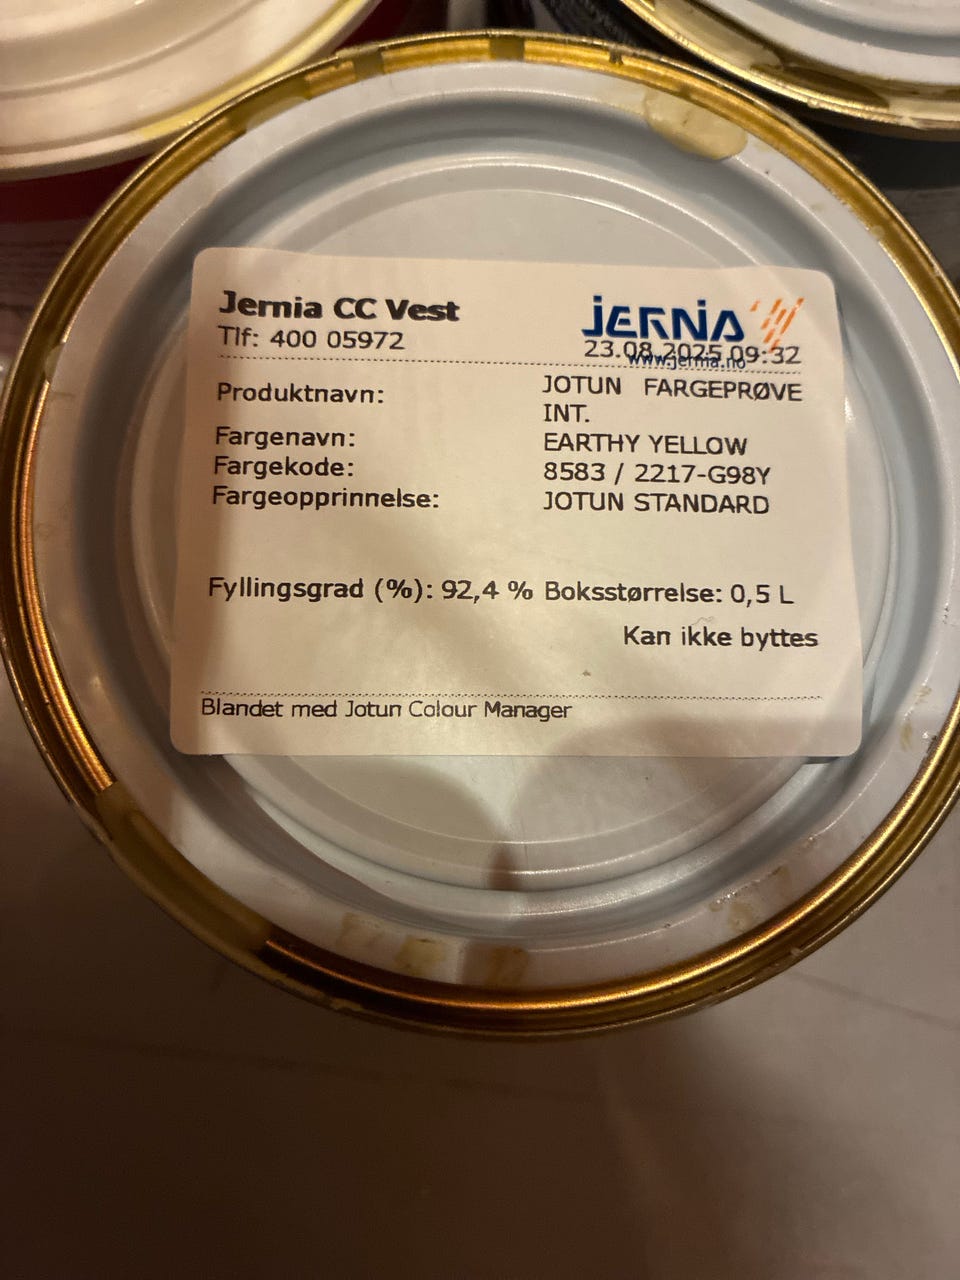 Jernia CC Vest
Tlf: 400 05972
JERNIA
23.08.2025 09:32
www.jernia.no
Produktnavn: JOTUN FARGEPRØVE
INT.
Fargenavn: EARTHY YELLOW
Fargekode: 8583 / 2217-G98Y
Fargeopprinnelse: JOTUN STANDARD
Fyllingsgrad (%): 92,4 % Boksstørrelse: 0,5 L
Kan ikke byttes
Blandet med Jotun Colour Manager